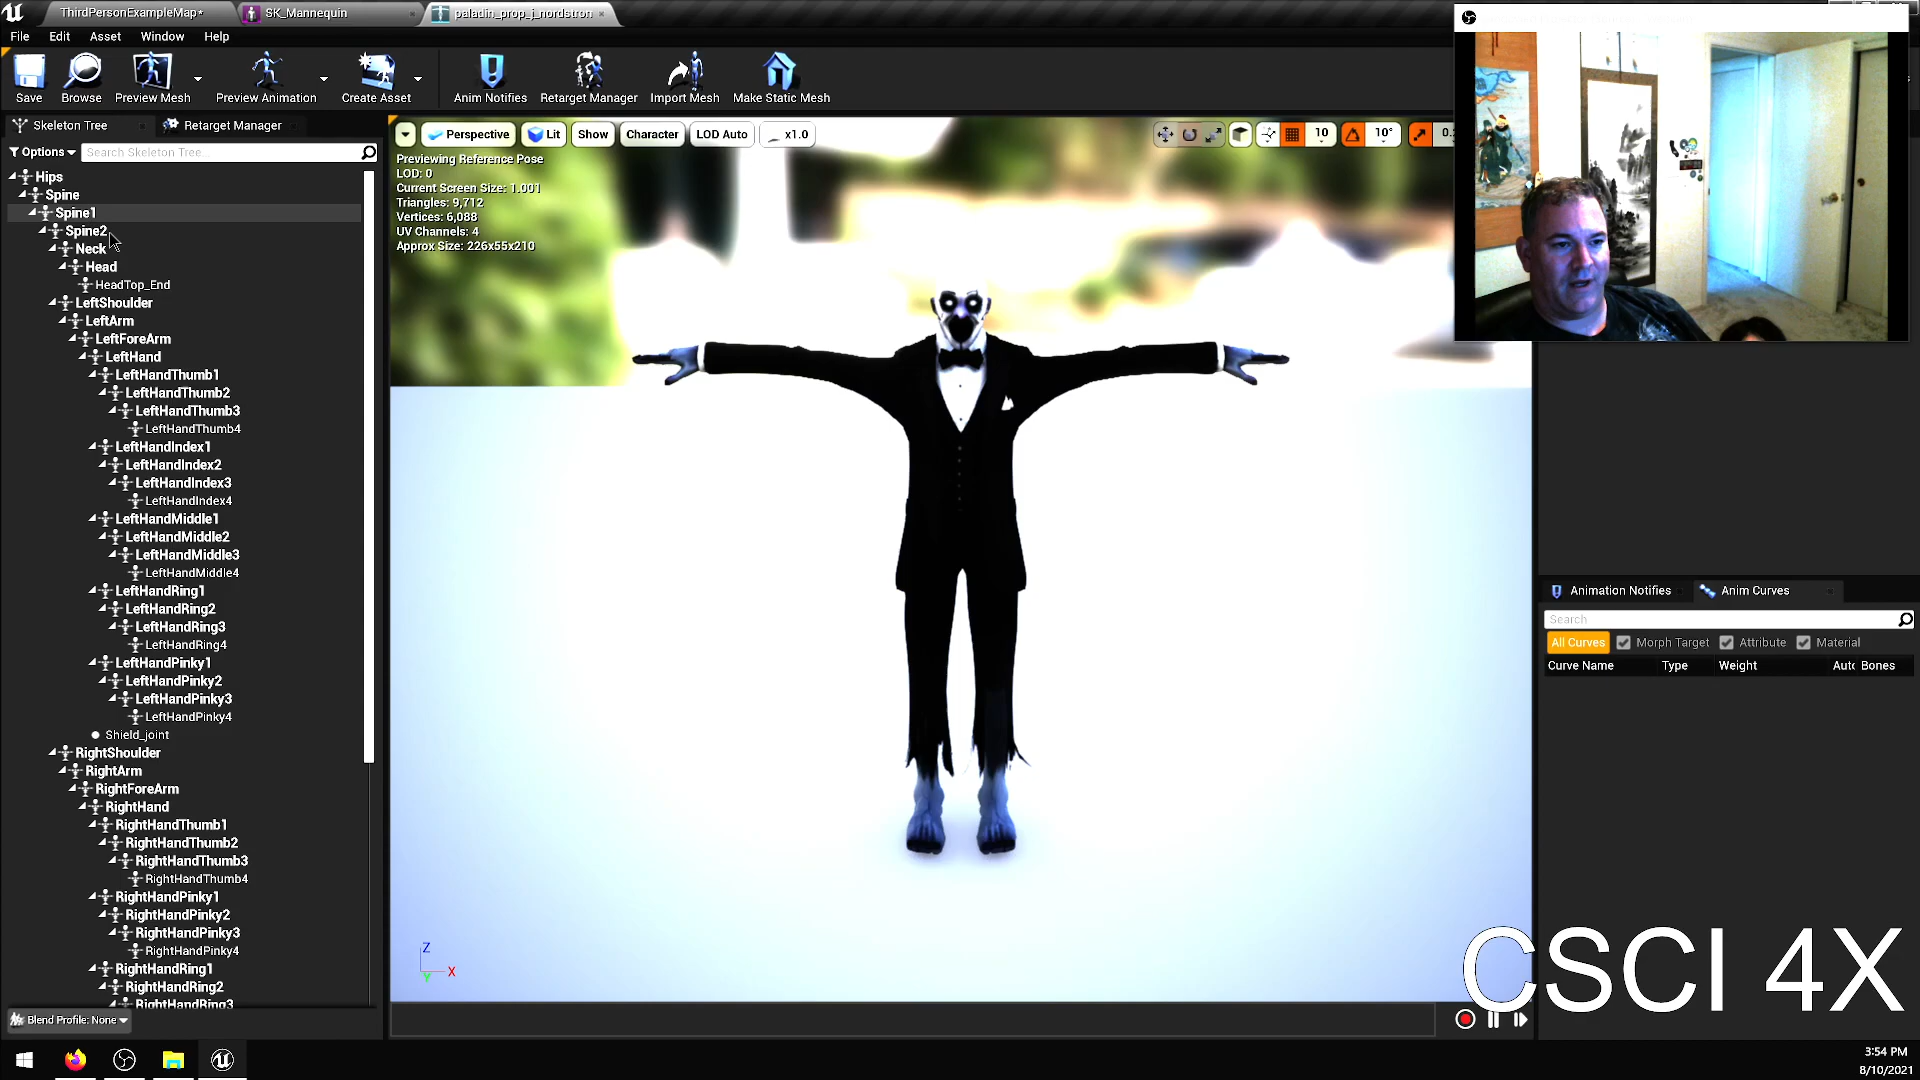 ThirdPersonExampleMap*
SK_Mannequin
paladin_prop_j_nordstrom
File Edit Asset Window Help
Save Browse Preview Mesh Preview Animation Create Asset Anim Notifies Retarget Manager Import Mesh Make Static Mesh
Skeleton Tree Retarget Manager
Options Search Skeleton Tree...
Perspective Lit Show Character LOD Auto x1.0 10 10°
Previewing Reference Pose
LOD: 0
Current Screen Size: 1.001
Triangles: 9,712
Vertices: 6,088
UV Channels: 4
Approx Size: 226x55x210
Hips
Spine
Spine1
Spine2
Neck
Head
HeadTop_End
LeftShoulder
LeftArm
LeftForeArm
LeftHand
LeftHandThumb1
LeftHandThumb2
LeftHandThumb3
LeftHandThumb4
LeftHandIndex1
LeftHandIndex2
LeftHandIndex3
LeftHandIndex4
LeftHandMiddle1
LeftHandMiddle2
LeftHandMiddle3
LeftHandMiddle4
LeftHandRing1
LeftHandRing2
LeftHandRing3
LeftHandRing4
LeftHandPinky1
LeftHandPinky2
LeftHandPinky3
LeftHandPinky4
Shield_joint
RightShoulder
RightArm
RightForeArm
RightHand
RightHandThumb1
RightHandThumb2
RightHandThumb3
RightHandThumb4
RightHandPinky1
RightHandPinky2
RightHandPinky3
RightHandPinky4
RightHandRing1
RightHandRing2
RightHandRing3
Blend Profile: None
Z
X
Y
Animation Notifies Anim Curves
Search
All Curves Morph Target Attribute Material
Curve Name Type Weight Autc Bones
CSCI 4X
3:54 PM
8/10/2021